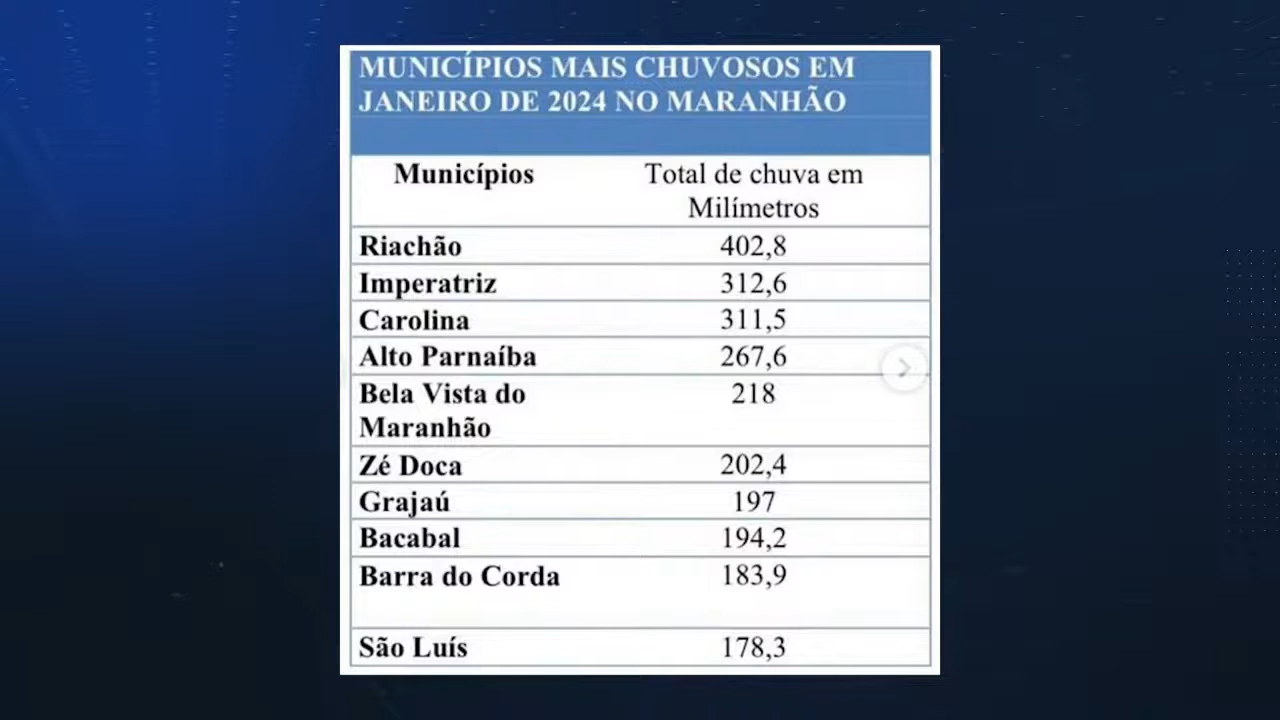 MUNICÍPIOS MAIS CHUVOSOS EM
JANEIRO DE 2024 NO MARANHÃO
Municípios Total de chuva em
Milímetros
Riachão 402,8
Imperatriz 312,6
Carolina 311,5
Alto Parnaíba 267,6
Bela Vista do 218
Maranhão
Zé Doca 202,4
Grajaú 197
Bacabal 194,2
Barra do Corda 183,9
São Luís 178,3